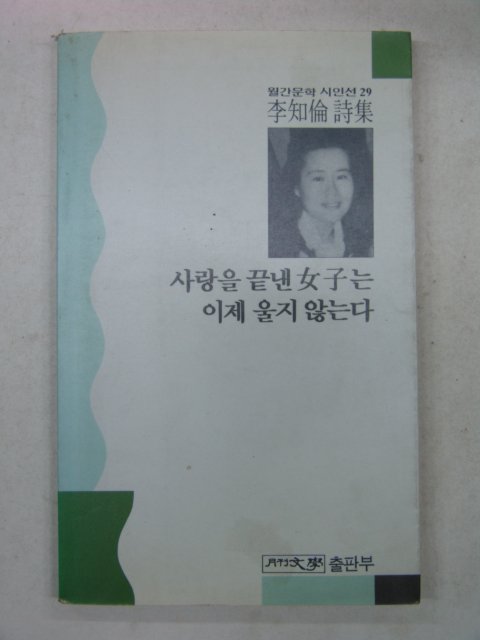 월간문학 시인선 29
李知倫 詩集
사랑을 끝낸 女子는
이제 울지 않는다
月刊文學 출판부